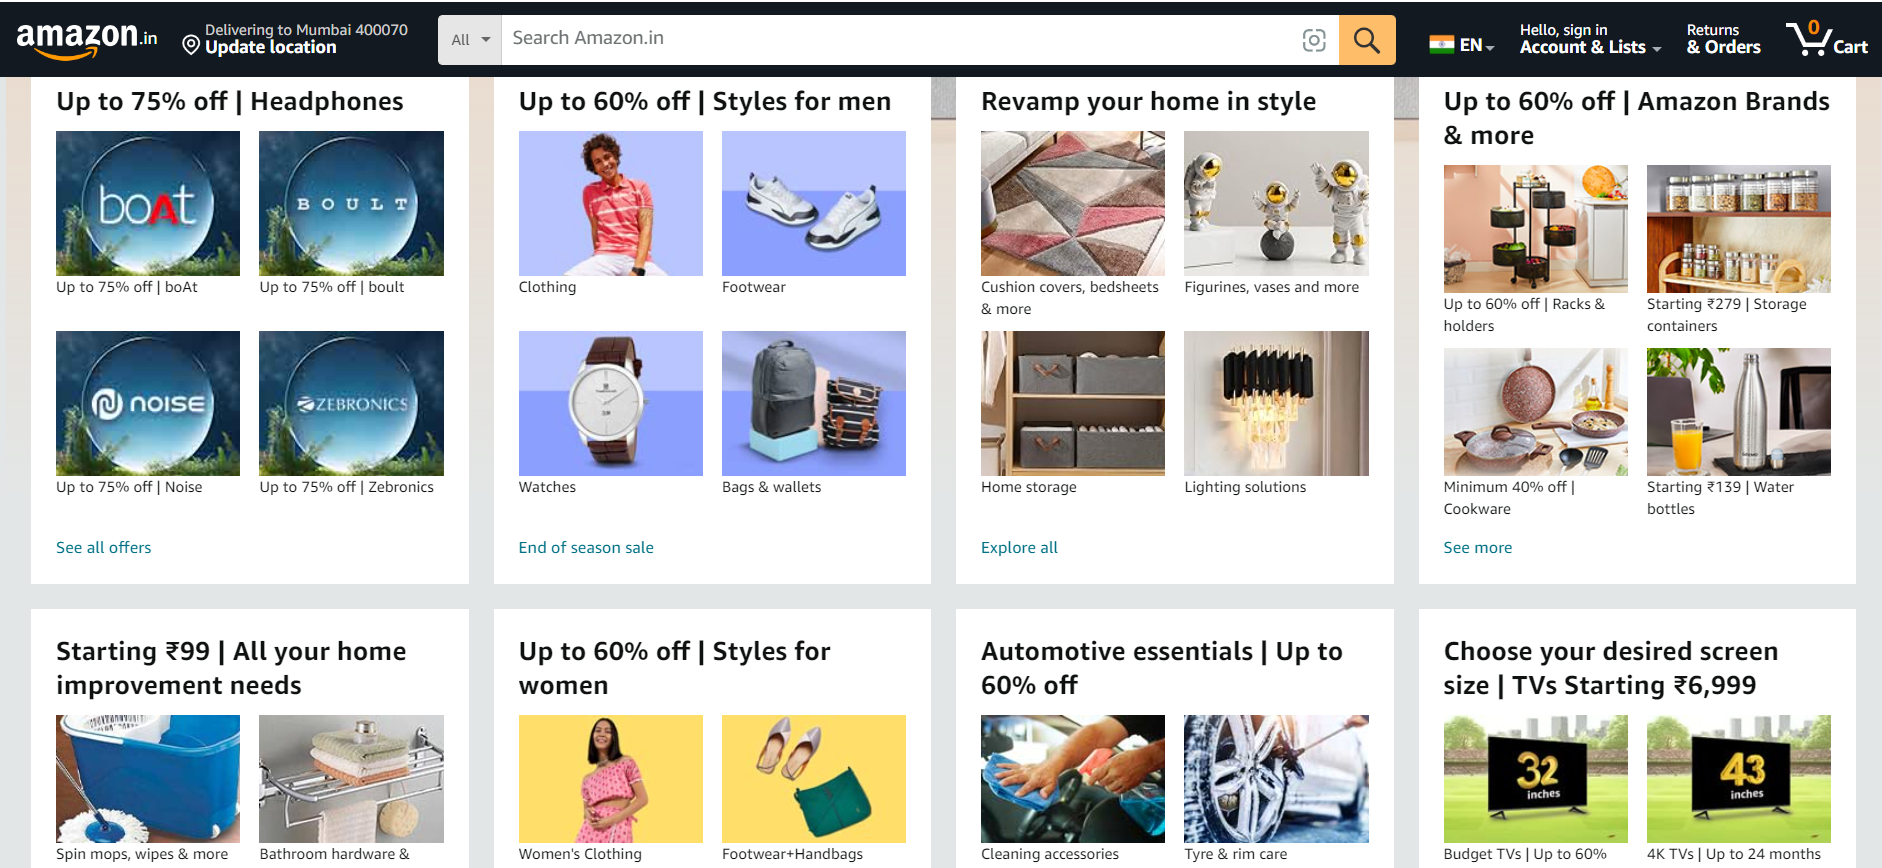 amazon.in
Delivering to Mumbai 400070
Update location
All
Search Amazon.in
EN
Hello, sign in
Account & Lists
Returns
& Orders
0
Cart
Up to 75% off | Headphones
boAt
BOULT
Up to 75% off | boAt
Up to 75% off | boult
noise
ZEBRONICS
Up to 75% off | Noise
Up to 75% off | Zebronics
See all offers
Up to 60% off | Styles for men
Clothing
Footwear
Watches
Bags & wallets
End of season sale
Revamp your home in style
Cushion covers, bedsheets
& more
Figurines, vases and more
Home storage
Lighting solutions
Explore all
Up to 60% off | Amazon Brands
& more
Up to 60% off | Racks &
holders
Starting ₹279 | Storage
containers
Minimum 40% off |
Cookware
Starting ₹139 | Water
bottles
See more
Starting ₹99 | All your home
improvement needs
Spin mops, wipes & more
Bathroom hardware &
Up to 60% off | Styles for
women
Women's Clothing
Footwear+Handbags
Automotive essentials | Up to
60% off
Cleaning accessories
Tyre & rim care
Choose your desired screen
size | TVs Starting ₹6,999
32
inches
43
inches
Budget TVs | Up to 60%
4K TVs | Up to 24 months